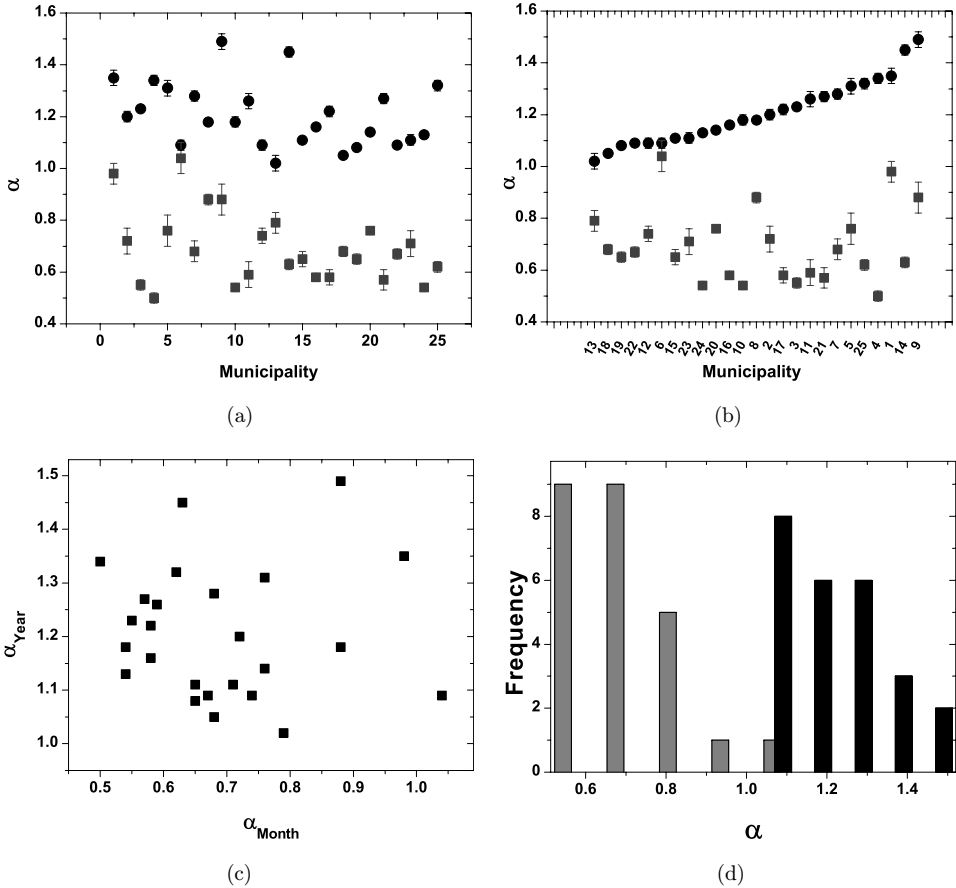 1.6
1.4
1.2
1.0
0.8
0.6
0.4
α
0 5 10 15 20 25
Municipality
(a)
1.6
1.4
1.2
1.0
0.8
0.6
0.4
α
13 18 19 22 12 6 15 23 24 20 16 10 8 2 17 3 11 21 7 5 25 4 1 14 9
Municipality
(b)
1.5
1.4
1.3
1.2
1.1
1.0
αYear
0.5 0.6 0.7 0.8 0.9 1.0
αMonth
(c)
8
6
4
2
0
Frequency
0.6 0.8 1.0 1.2 1.4
α
(d)